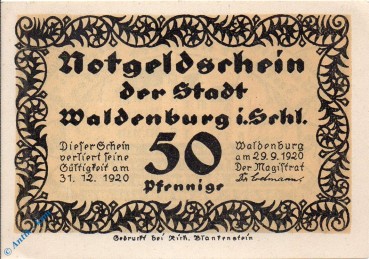 Notgeldschein
der Stadt
Waldenburg i. Schl.
Dieser Schein
verliert seine
Gültigkeit am
31. 12. 1920
50
Pfennige
Waldenburg
am 29. 9. 1920
Der Magistrat
Gedruckt bei Rich. Blankenstein